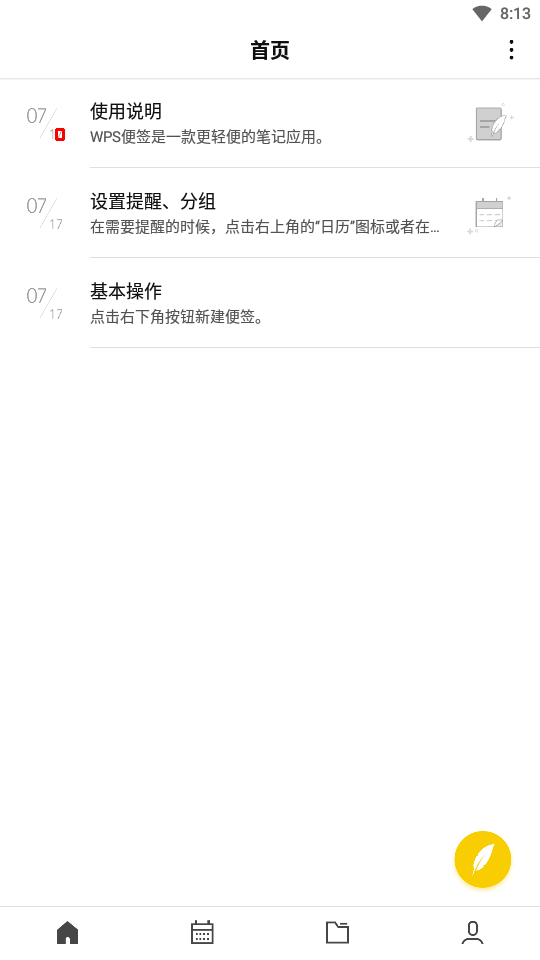 8:13
首页
07/17
使用说明
WPS便签是一款更轻便的笔记应用。
07/17
设置提醒、分组
在需要提醒的时候，点击右上角的“日历”图标或者在...
07/17
基本操作
点击右下角按钮新建便签。